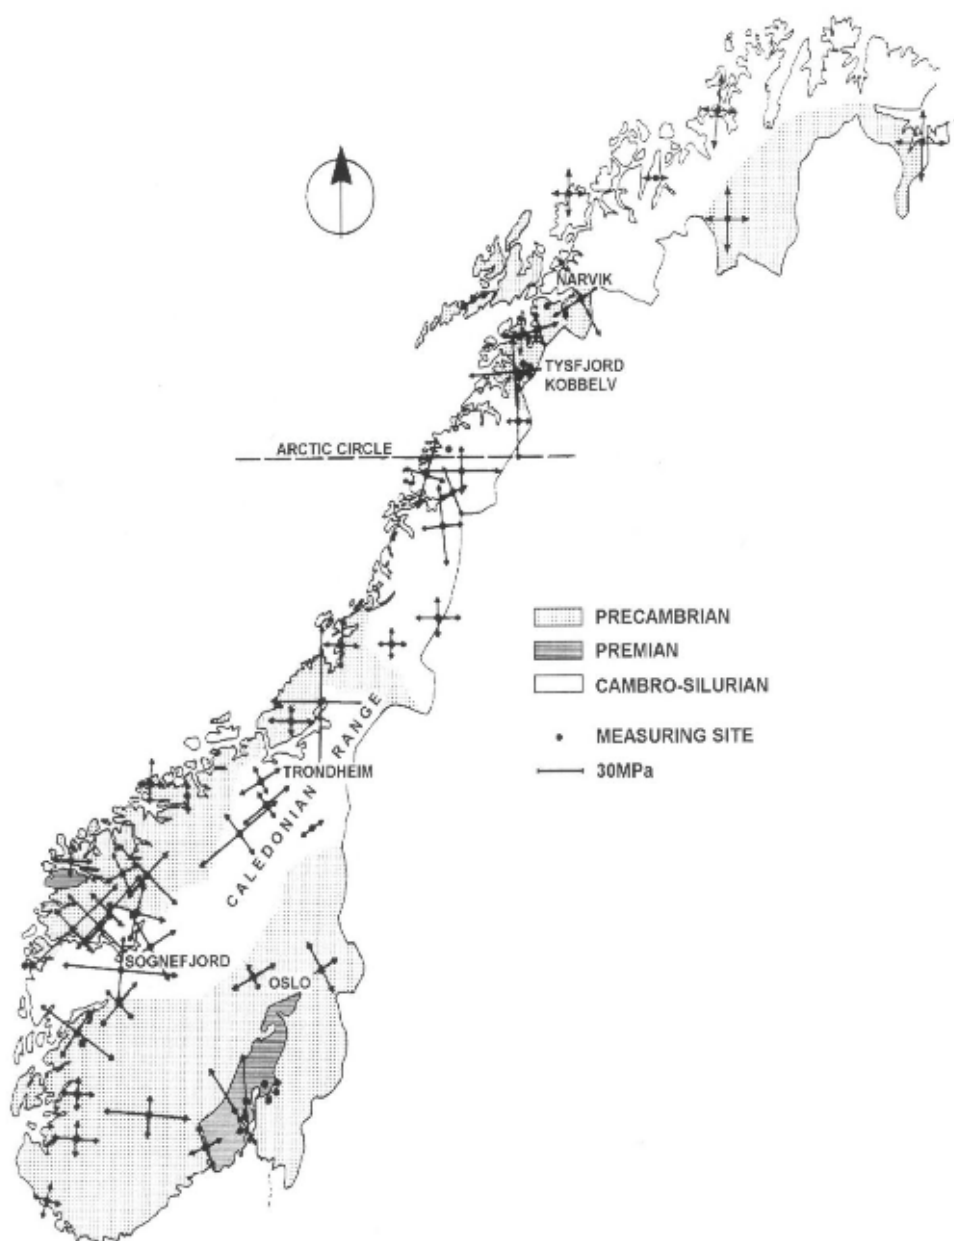 NARVIK
TYSFJORD
KOBBELV
ARCTIC CIRCLE
PRECAMBRIAN
PREMIAN
CAMBRO-SILURIAN
MEASURING SITE
30MPa
TRONDHEIM
CALEDONIAN RANGE
SOGNEFJORD
OSLO